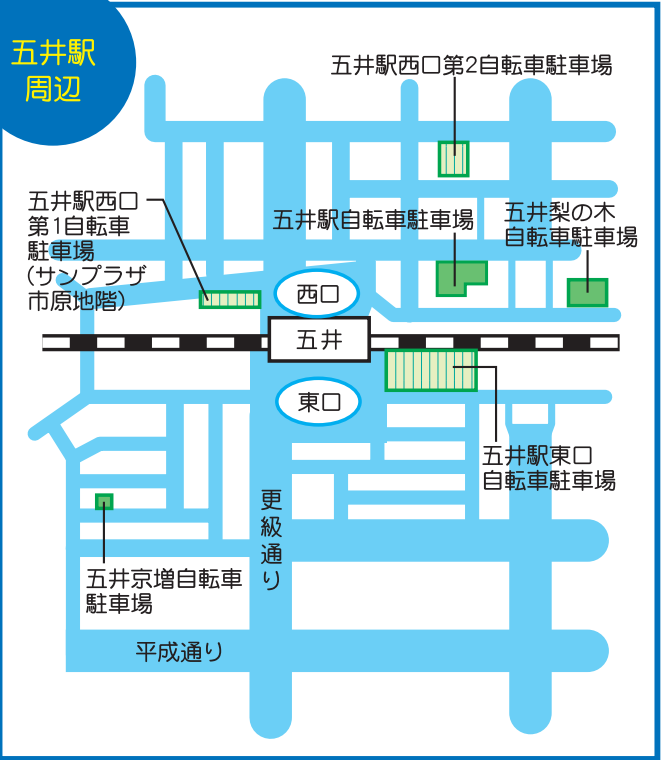 五井駅
周辺
五井駅西口第2自転車駐車場
五井駅西口
第1自転車
駐車場
(サンプラザ
市原地階)
五井駅自転車駐車場
五井梨の木
自転車駐車場
西口
五井
東口
五井駅東口
自転車駐車場
更級通り
五井京増自転車
駐車場
平成通り